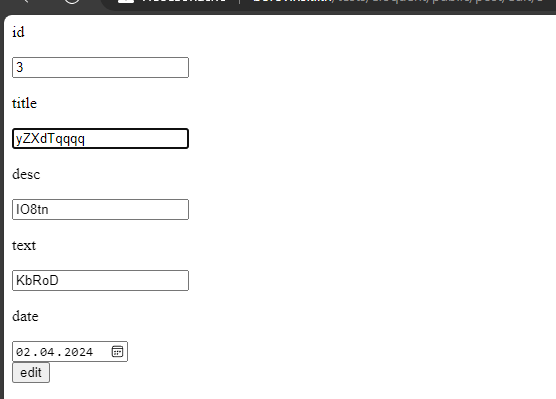 id
3
title
yZXdTqqqq
desc
IO8tn
text
KbRoD
date
02.04.2024
edit